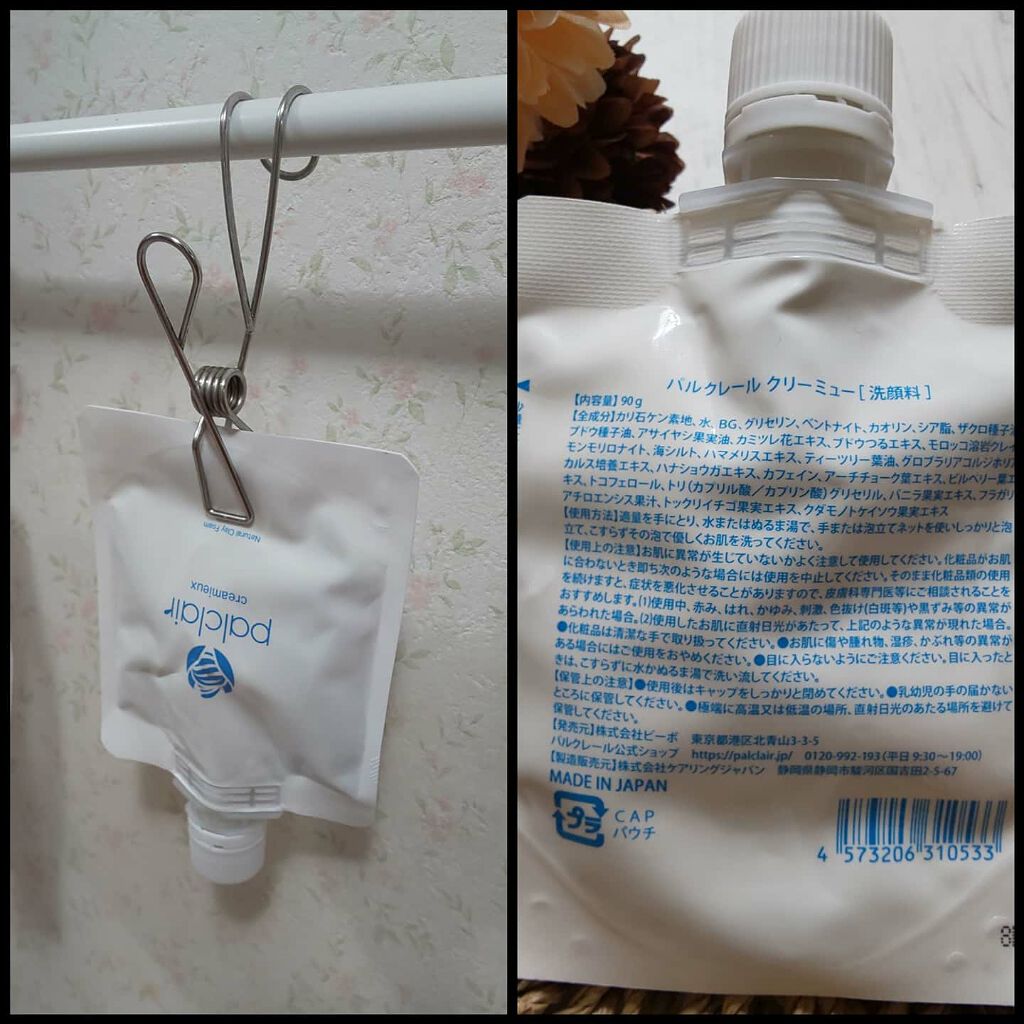 Natural Clay Foam
creamieux
palclair
パルクレール クリーミュー[洗顔料]
【内容量】90g
【全成分】カリ石ケン素地、水、BG、グリセリン、ベントナイト、カオリン、シア脂、ザクロ種子油
ブドウ種子油、アサイヤシ果実油、カミツレ花エキス、ブドウつるエキス、モロッコ溶岩クレイ
モンモリロナイト、海シルト、ハマメリスエキス、ティーツリー葉油、グロブラリアコルジホリア
カルス培養エキス、ハナショウガエキス、カフェイン、アーチチョーク葉エキス、ビルベリー葉エ
キス、トコフェロール、トリ(カプリル酸/カプリン酸)グリセリル、バニラ果実エキス、フラガリ
アチロエンシス果汁、トックリイチゴ果実エキス、クダモノトケイソウ果実エキス
【使用方法】適量を手にとり、水またはぬるま湯で、手または泡立てネットを使いしっかりと泡
立て、こすらずその泡で優しくお肌を洗ってください。
【使用上の注意】お肌に異常が生じていないかよく注意して使用してください。化粧品がお肌
に合わないとき即ち次のような場合には使用を中止してください。そのまま化粧品類の使用
を続けますと、症状を悪化させることがありますので、皮膚科専門医等にご相談されることを
おすすめします。(1)使用中、赤み、はれ、かゆみ、刺激、色抜け(白斑等)や黒ずみ等の異常が
あらわれた場合。(2)使用したお肌に直射日光があたって、上記のような異常が現れた場合。
●化粧品は清潔な手で取り扱ってください。●お肌に傷や腫れ物、湿疹、かぶれ等の異常が
ある場合にはご使用をおやめください。●目に入らないようにご注意ください。目に入ったと
きは、こすらずに水かぬるま湯で洗い流してください。
【保管上の注意】●使用後はキャップをしっかりと閉めてください。●乳幼児の手の届かない
ところに保管してください。●極端に高温又は低温の場所、直射日光のあたる場所を避けて
保管してください。
【発売元】株式会社ビーボ 東京都港区北青山3-3-5
パルクレール公式ショップ https://palclair.jp/ 0120-992-193(平日9:30～19:00)
【製造販売元】株式会社ケアリングジャパン 静岡県静岡市駿河区国吉田2-5-67
MADE IN JAPAN
プラ
CAP
パウチ
4 573206 310533